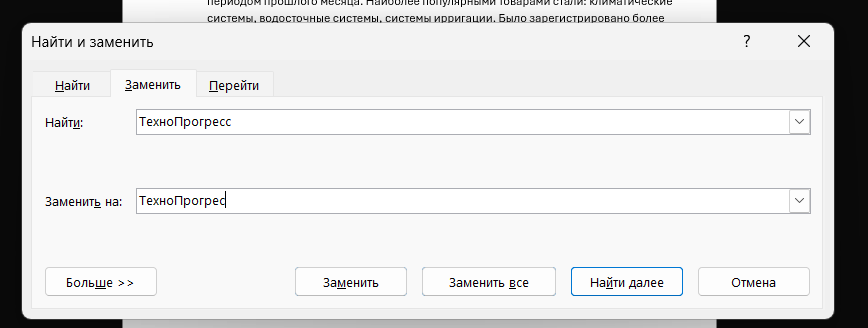 периодом прошлого месяца. Наиболее популярными товарами стали: климатические
системы, водосточные системы, системы ирригации. Было зарегистрировано более
Найти и заменить
?
Найти Заменить Перейти
Найти: ТехноПрогресс
Заменить на: ТехноПрогрес
Больше >> Заменить Заменить все Найти далее Отмена